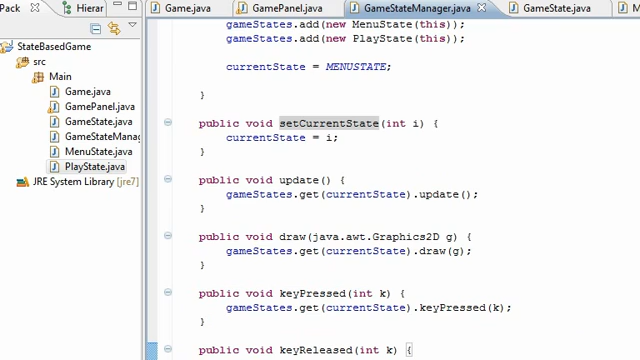 Pack
Hierar
StateBasedGame
src
Main
Game.java
GamePanel.java
GameState.java
GameStateMana
MenuState.java
PlayState.java
JRE System Library [jre7]
Game.java
GamePanel.java
GameStateManager.java
GameState.java
M
gameStates.add(new MenuState(this));
gameStates.add(new PlayState(this));
currentState = MENUSTATE;
}
public void setCurrentState(int i) {
currentState = i;
}
public void update() {
gameStates.get(currentState).update();
}
public void draw(java.awt.Graphics2D g) {
gameStates.get(currentState).draw(g);
}
public void keyPressed(int k) {
gameStates.get(currentState).keyPressed(k);
}
public void keyReleased(int k) {